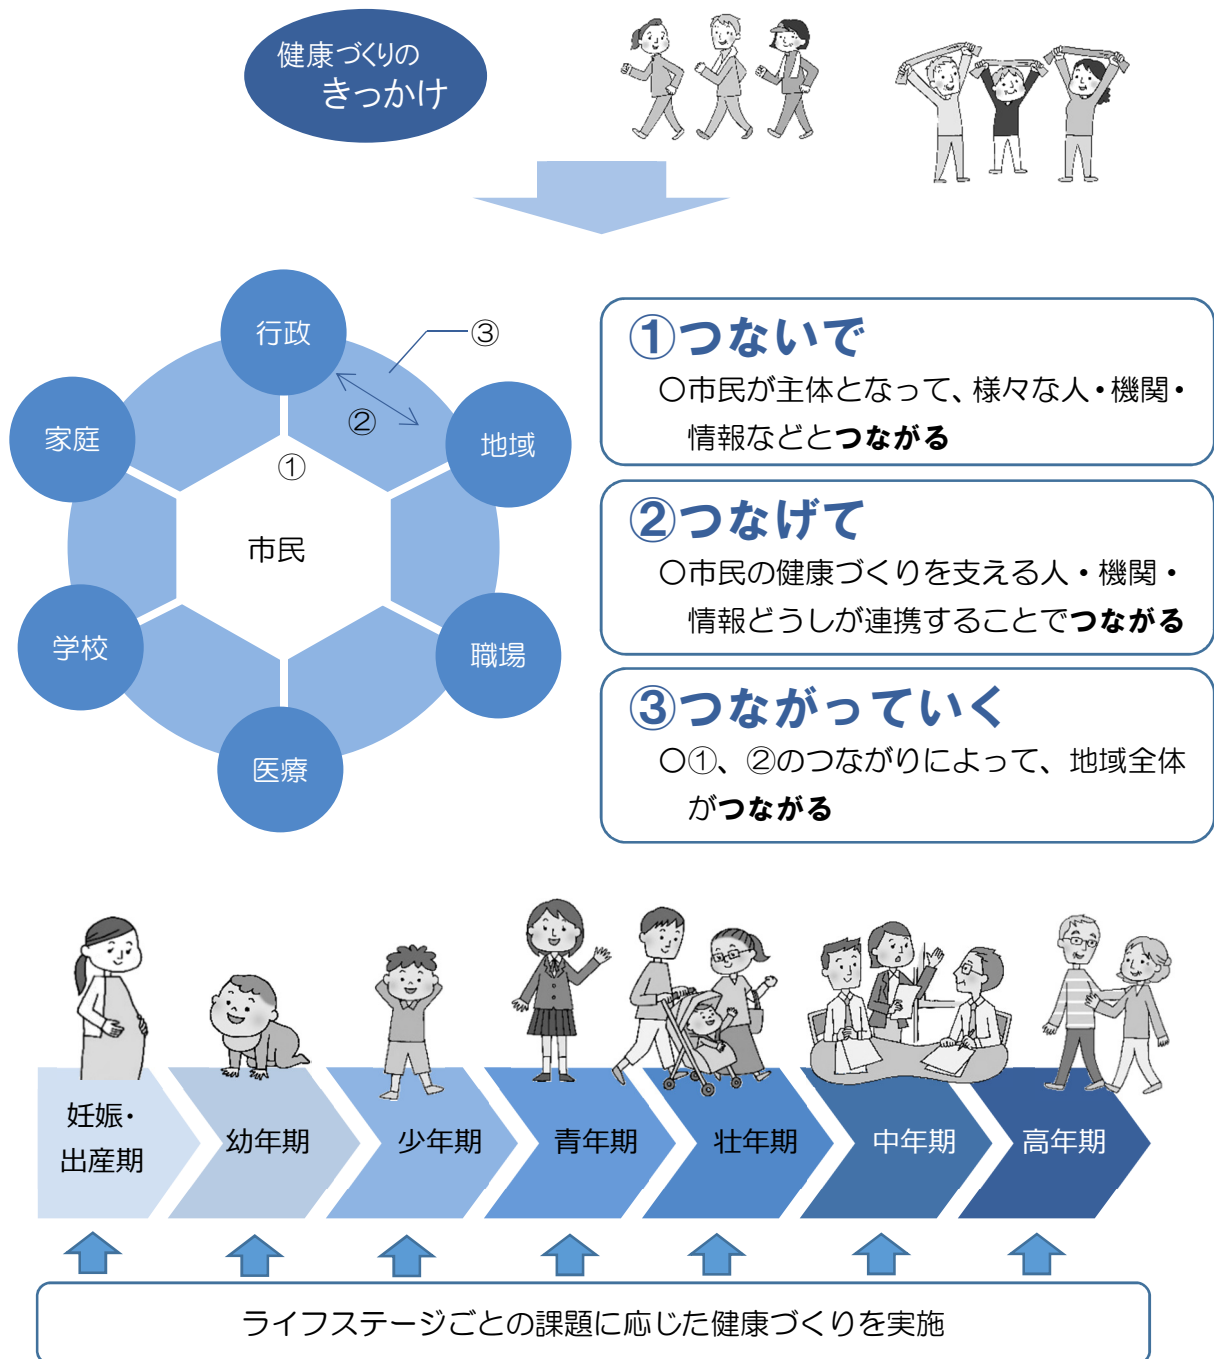 健康づくりの
きっかけ
行政
③
②
地域
家庭
①
市民
学校
職場
医療
①つないで
〇市民が主体となって、様々な人・機関・
情報などとつながる
②つなげて
〇市民の健康づくりを支える人・機関・
情報どうしが連携することでつながる
③つながっていく
〇①、②のつながりによって、地域全体
がつながる
妊娠・
出産期
幼年期
少年期
青年期
壮年期
中年期
高年期
ライフステージごとの課題に応じた健康づくりを実施